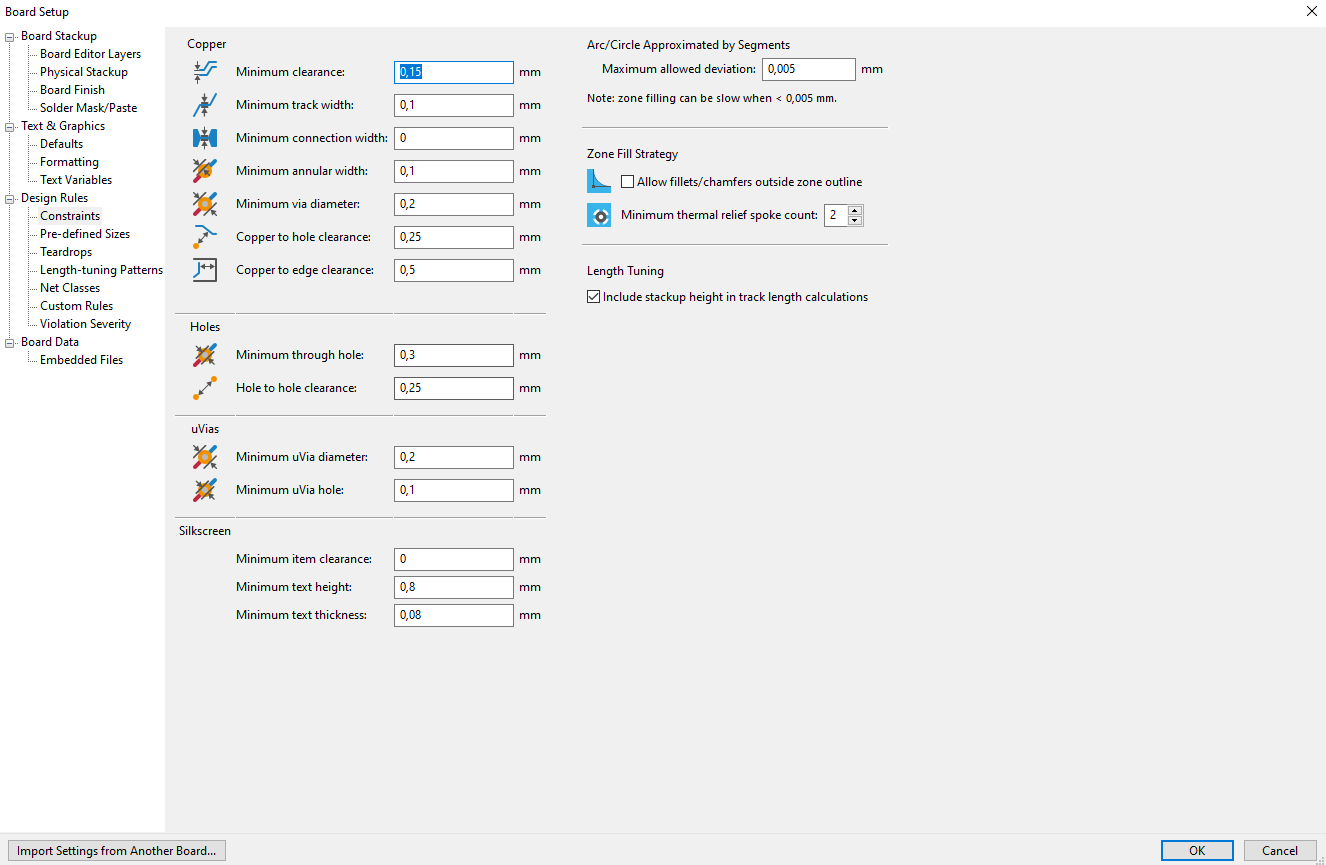 Board Setup
Board Stackup
Board Editor Layers
Physical Stackup
Board Finish
Solder Mask/Paste
Text & Graphics
Defaults
Formatting
Text Variables
Design Rules
Constraints
Pre-defined Sizes
Teardrops
Length-tuning Patterns
Net Classes
Custom Rules
Violation Severity
Board Data
Embedded Files
Copper
Minimum clearance: 0,15 mm
Minimum track width: 0,1 mm
Minimum connection width: 0 mm
Minimum annular width: 0,1 mm
Minimum via diameter: 0,2 mm
Copper to hole clearance: 0,25 mm
Copper to edge clearance: 0,5 mm
Holes
Minimum through hole: 0,3 mm
Hole to hole clearance: 0,25 mm
uVias
Minimum uVia diameter: 0,2 mm
Minimum uVia hole: 0,1 mm
Silkscreen
Minimum item clearance: 0 mm
Minimum text height: 0,8 mm
Minimum text thickness: 0,08 mm
Arc/Circle Approximated by Segments
Maximum allowed deviation: 0,005 mm
Note: zone filling can be slow when < 0,005 mm.
Zone Fill Strategy
Allow fillets/chamfers outside zone outline
Minimum thermal relief spoke count: 2
Length Tuning
Include stackup height in track length calculations
Import Settings from Another Board...
OK
Cancel